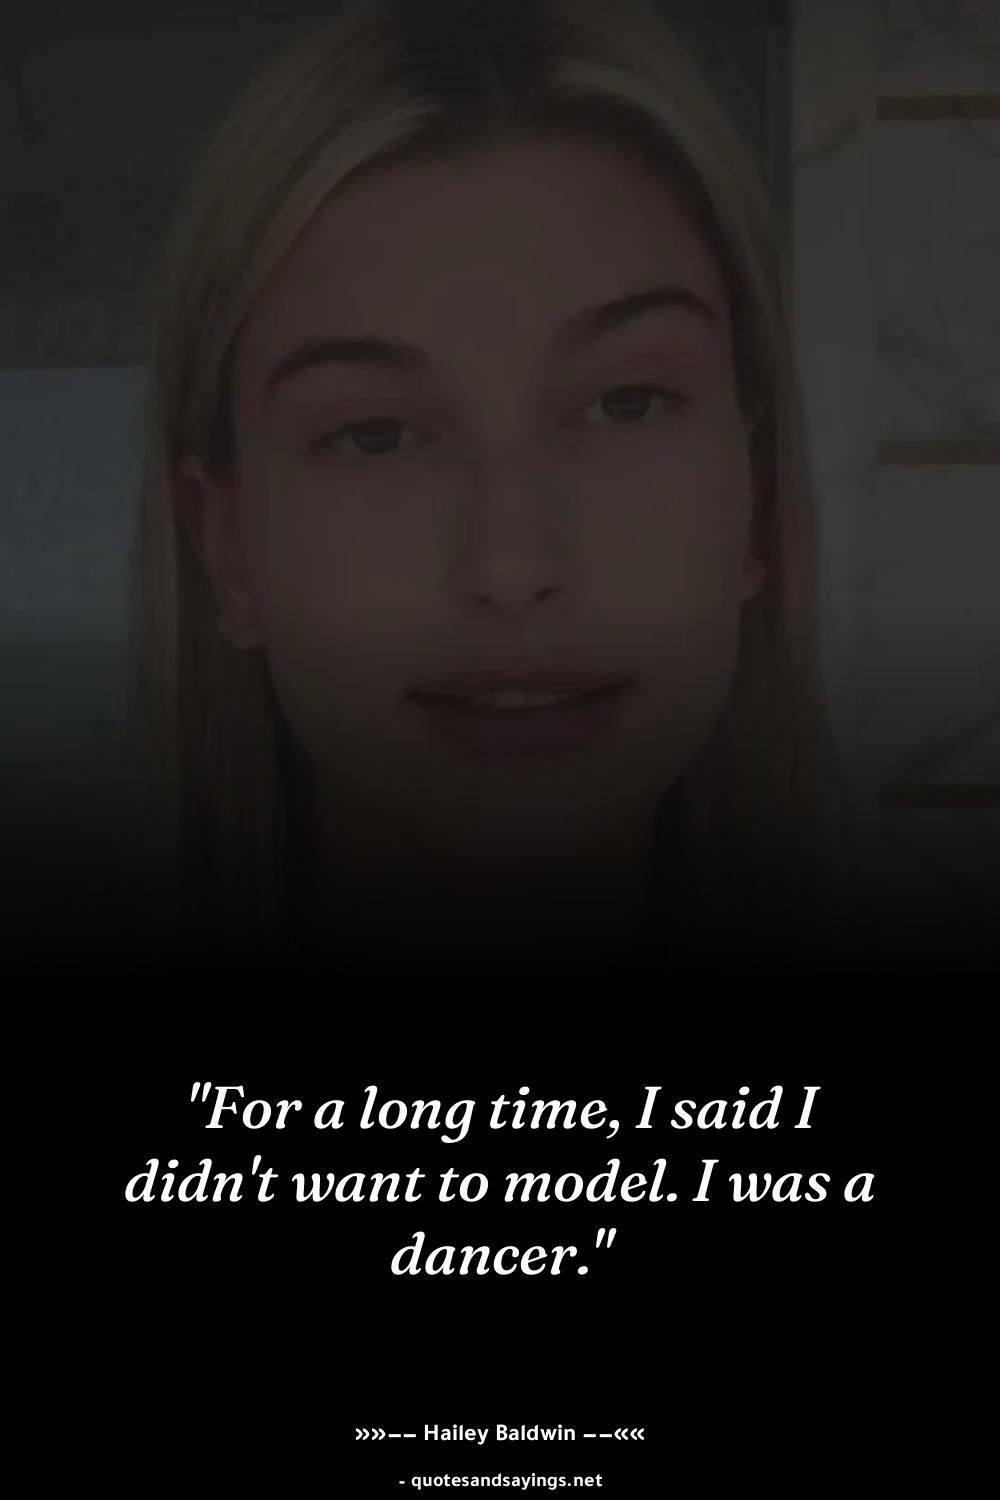 "For a long time, I said I
didn't want to model. I was a
dancer."
»»–– Hailey Baldwin ––««
- quotesandsayings.net